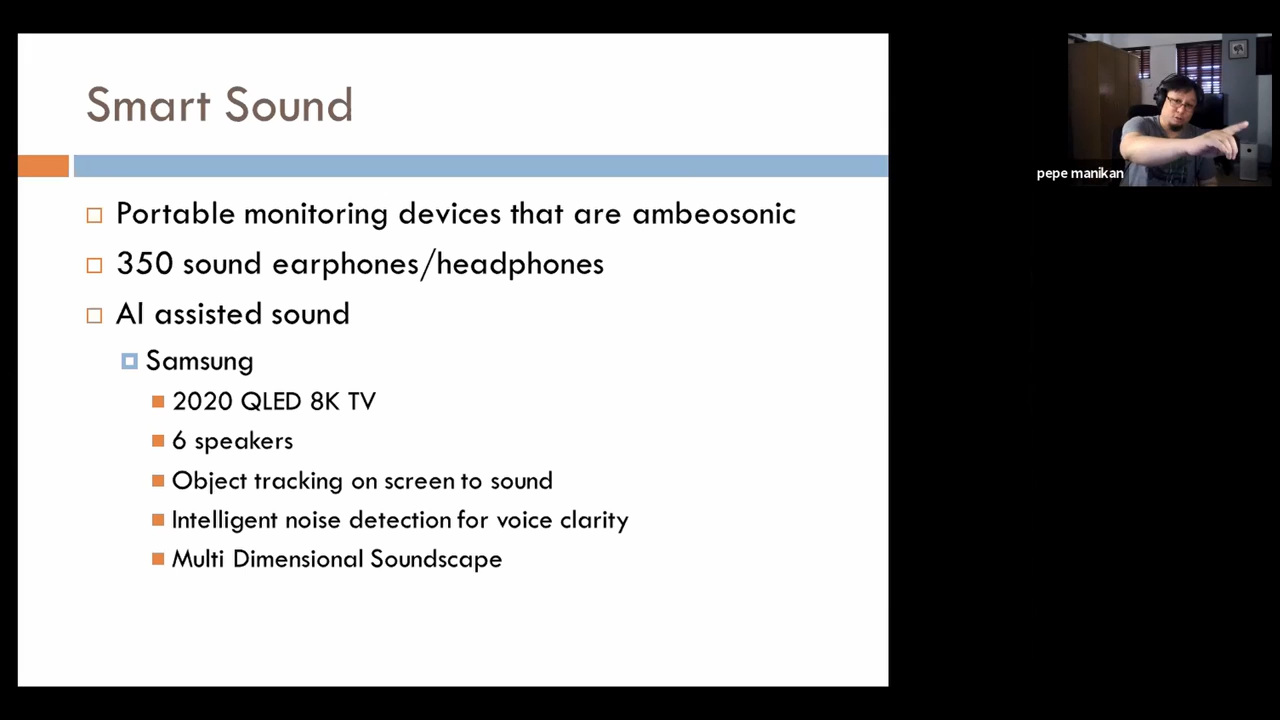 Smart Sound
Portable monitoring devices that are ambeosonic
350 sound earphones/headphones
AI assisted sound
Samsung
2020 QLED 8K TV
6 speakers
Object tracking on screen to sound
Intelligent noise detection for voice clarity
Multi Dimensional Soundscape
pepe manikan